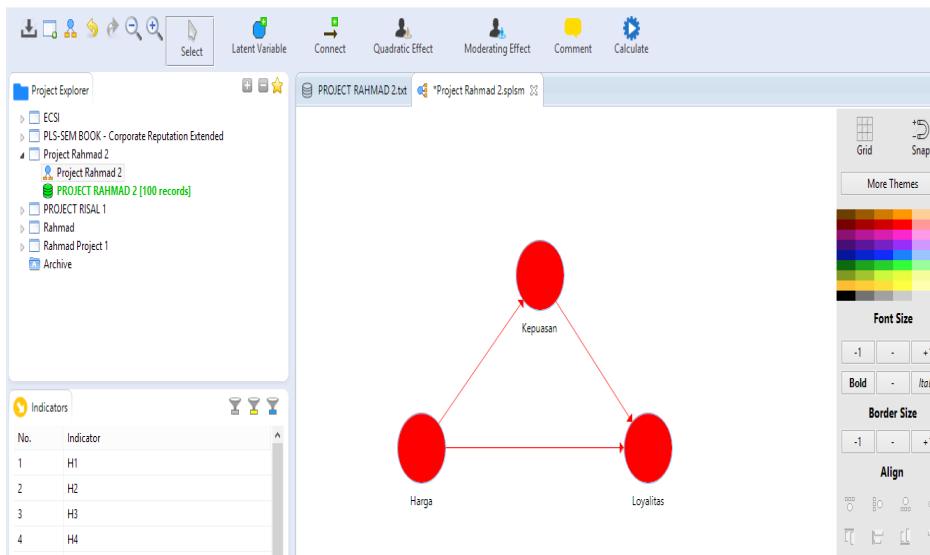 Select
Latent Variable
Connect
Quadratic Effect
Moderating Effect
Comment
Calculate
Project Explorer
ECSI
PLS-SEM BOOK - Corporate Reputation Extended
Project Rahmad 2
Project Rahmad 2
PROJECT RAHMAD 2 [100 records]
PROJECT RISAL 1
Rahmad
Rahmad Project 1
Archive
Indicators
No. Indicator
1 H1
2 H2
3 H3
4 H4
PROJECT RAHMAD 2.txt
*Project Rahmad 2.splsm
Kepuasan
Harga
Loyalitas
Grid
Snap
More Themes
Font Size
-1 - +1
Bold -
Border Size
-1 - +1
Align